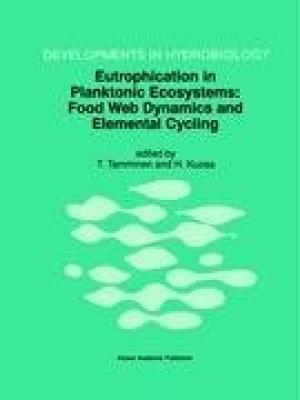 DEVELOPMENTS IN HYDROBIOLOGY
Eutrophication in
Planktonic Ecosystems:
Food Web Dynamics and
Elemental Cycling
edited by
T. Tamminen and H. Kuosa
Kluwer Academic Publishers